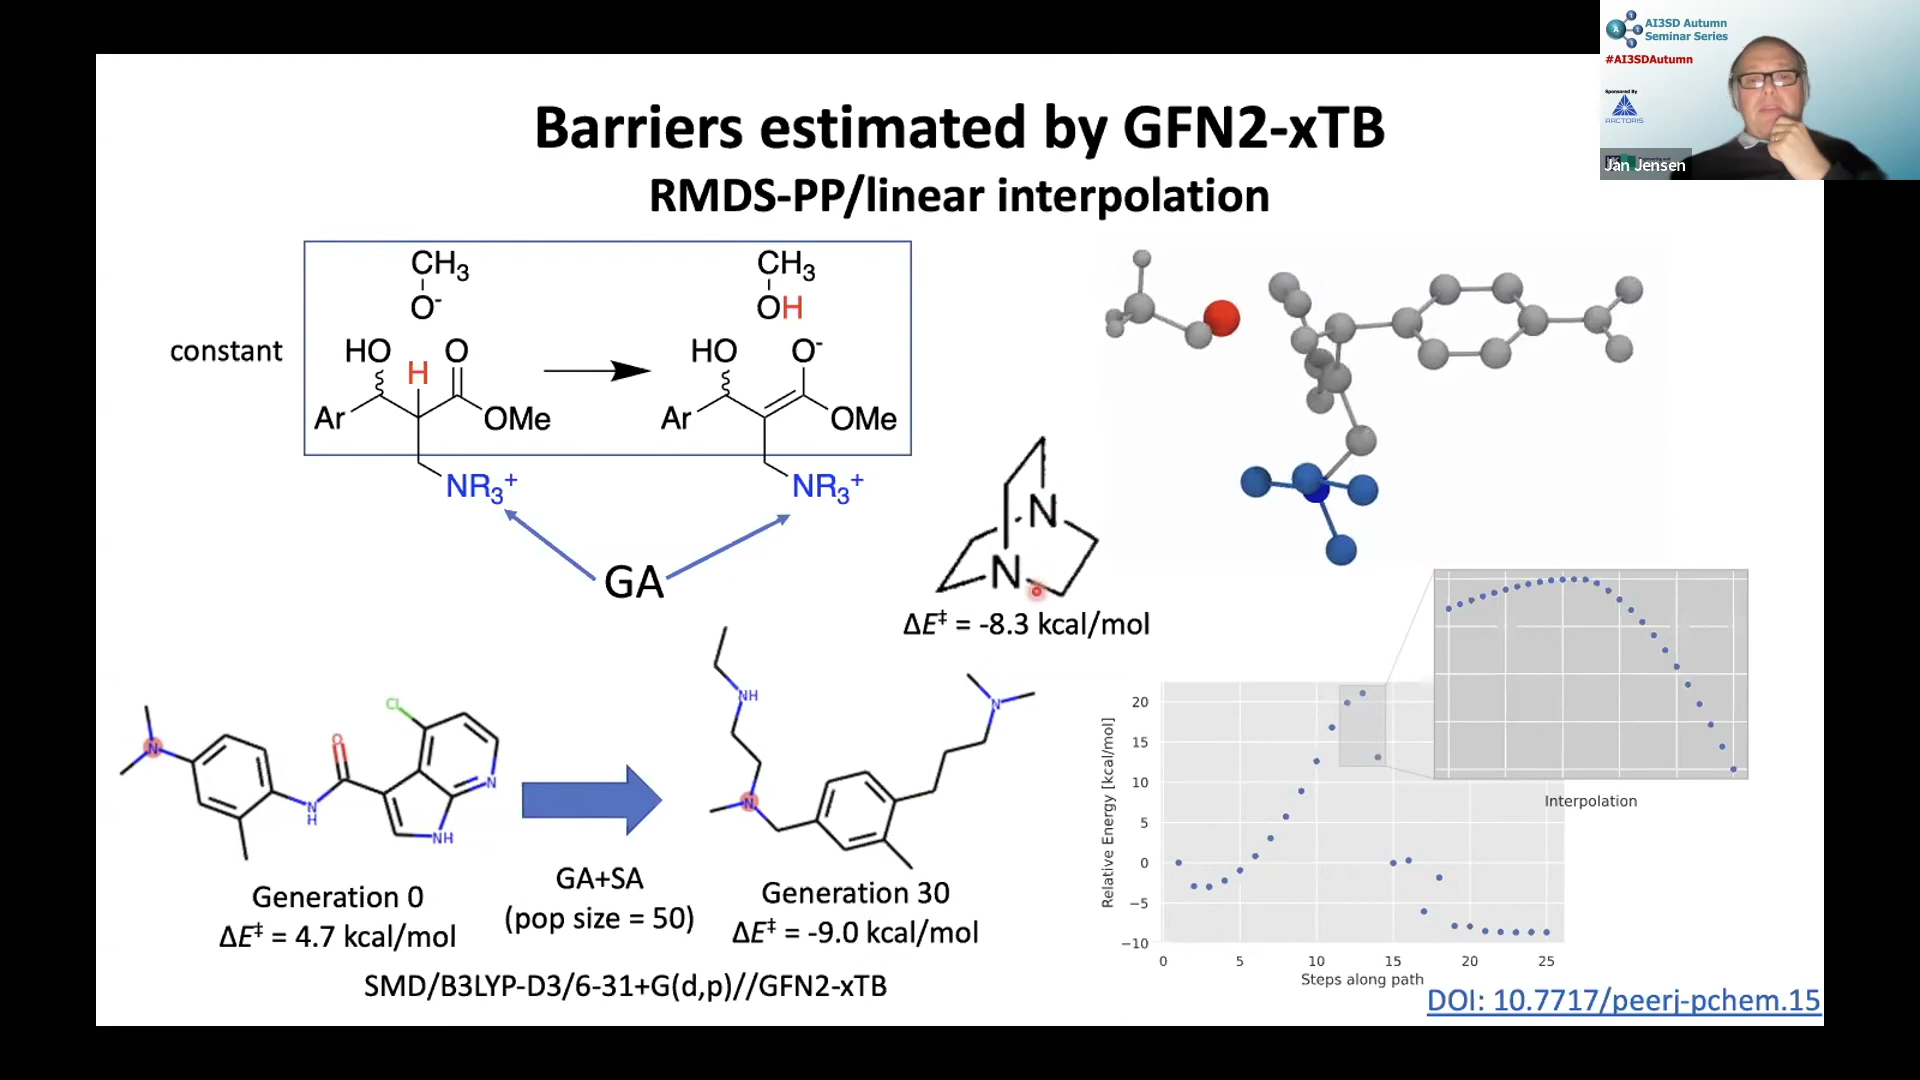 AI3SD Autumn
Seminar Series
#AI3SDAutumn
Sponsored By
ARCTORIS
Jan Jensen
Barriers estimated by GFN2-xTB
RMDS-PP/linear interpolation
constant
CH3
O-
HO
H
O
Ar
OMe
NR3+
CH3
OH
HO
O-
Ar
OMe
NR3+
GA
N
N
ΔE‡ = -8.3 kcal/mol
N
N
H
O
Cl
N
NH
Generation 0
ΔE‡ = 4.7 kcal/mol
GA+SA
(pop size = 50)
NH
N
N
Generation 30
ΔE‡ = -9.0 kcal/mol
SMD/B3LYP-D3/6-31+G(d,p)//GFN2-xTB
Interpolation
Relative Energy [kcal/mol]
20
15
10
5
0
−5
−10
0 5 10 15 20 25
Steps along path
DOI: 10.7717/peerj-pchem.15